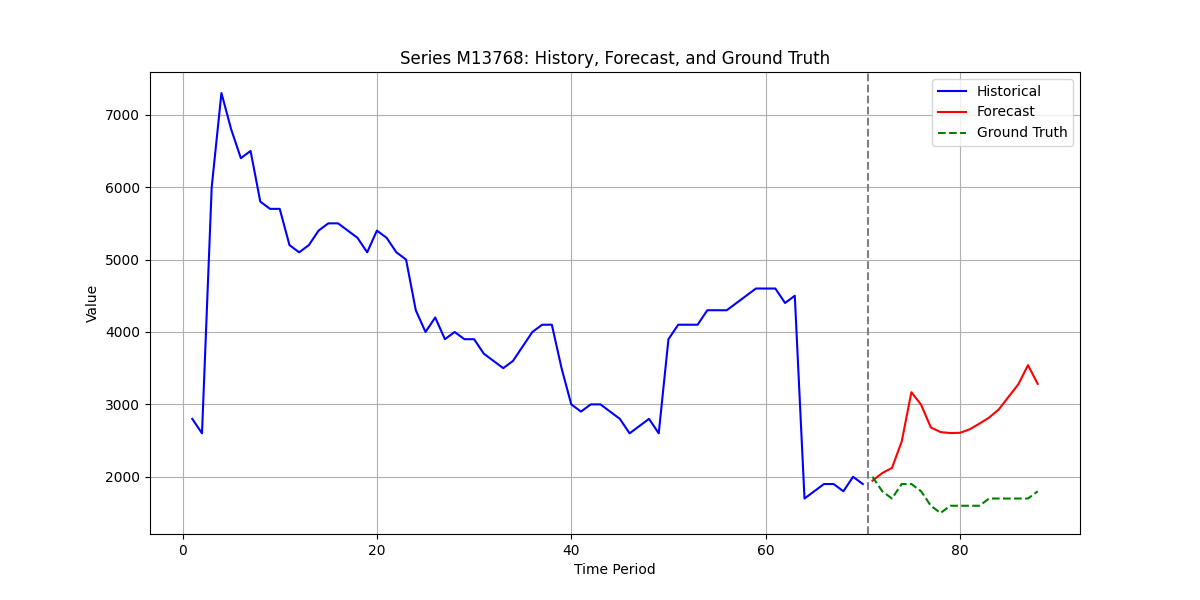 Series M13768: History, Forecast, and Ground Truth
Historical
Forecast
Ground Truth
7000
6000
5000
4000
3000
2000
Value
0 20 40 60 80
Time Period